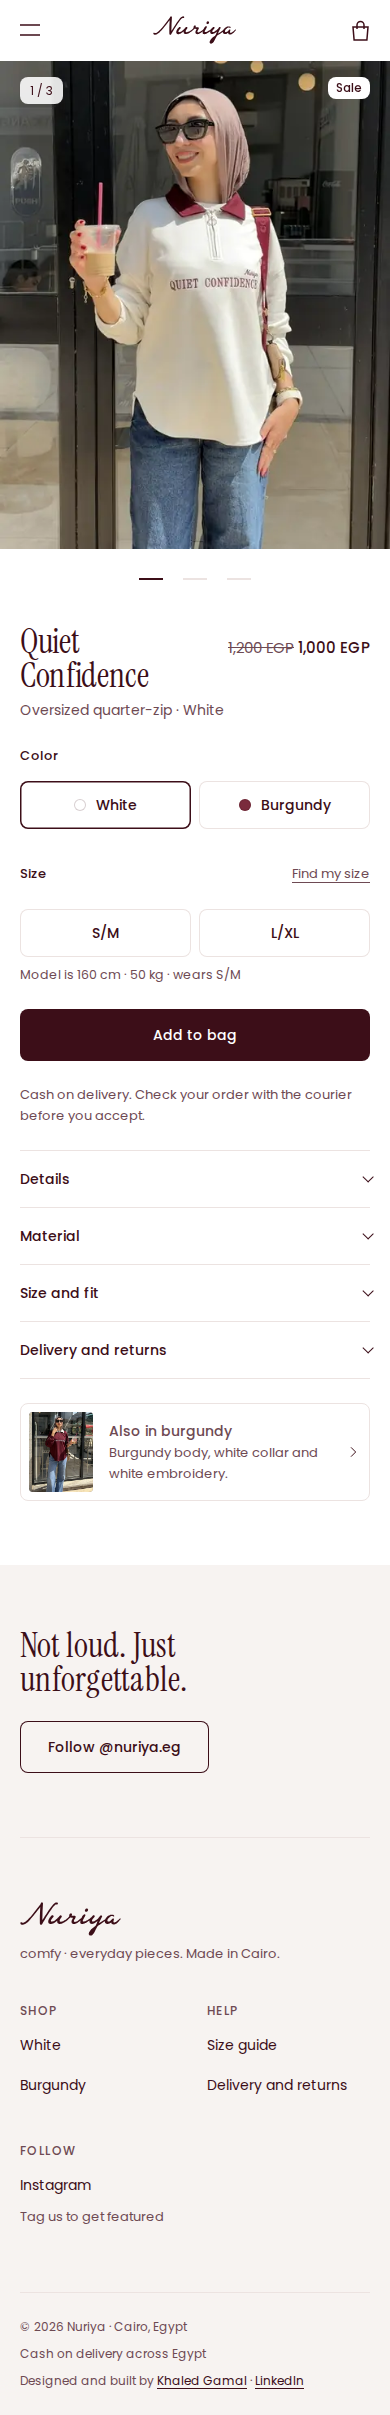 Nuriya
1 / 3
Sale
PUSH
Nuriya
QUIET CONFIDENCE
Quiet
Confidence
1,200 EGP 1,000 EGP
Oversized quarter-zip · White
Color
White
Burgundy
Size
Find my size
S/M
L/XL
Model is 160 cm · 50 kg · wears S/M
Add to bag
Cash on delivery. Check your order with the courier
before you accept.
Details
Material
Size and fit
Delivery and returns
Also in burgundy
Burgundy body, white collar and
white embroidery.
Not loud. Just
unforgettable.
Follow @nuriya.eg
Nuriya
comfy · everyday pieces. Made in Cairo.
SHOP
HELP
White
Size guide
Burgundy
Delivery and returns
FOLLOW
Instagram
Tag us to get featured
© 2026 Nuriya · Cairo, Egypt
Cash on delivery across Egypt
Designed and built by Khaled Gamal · LinkedIn